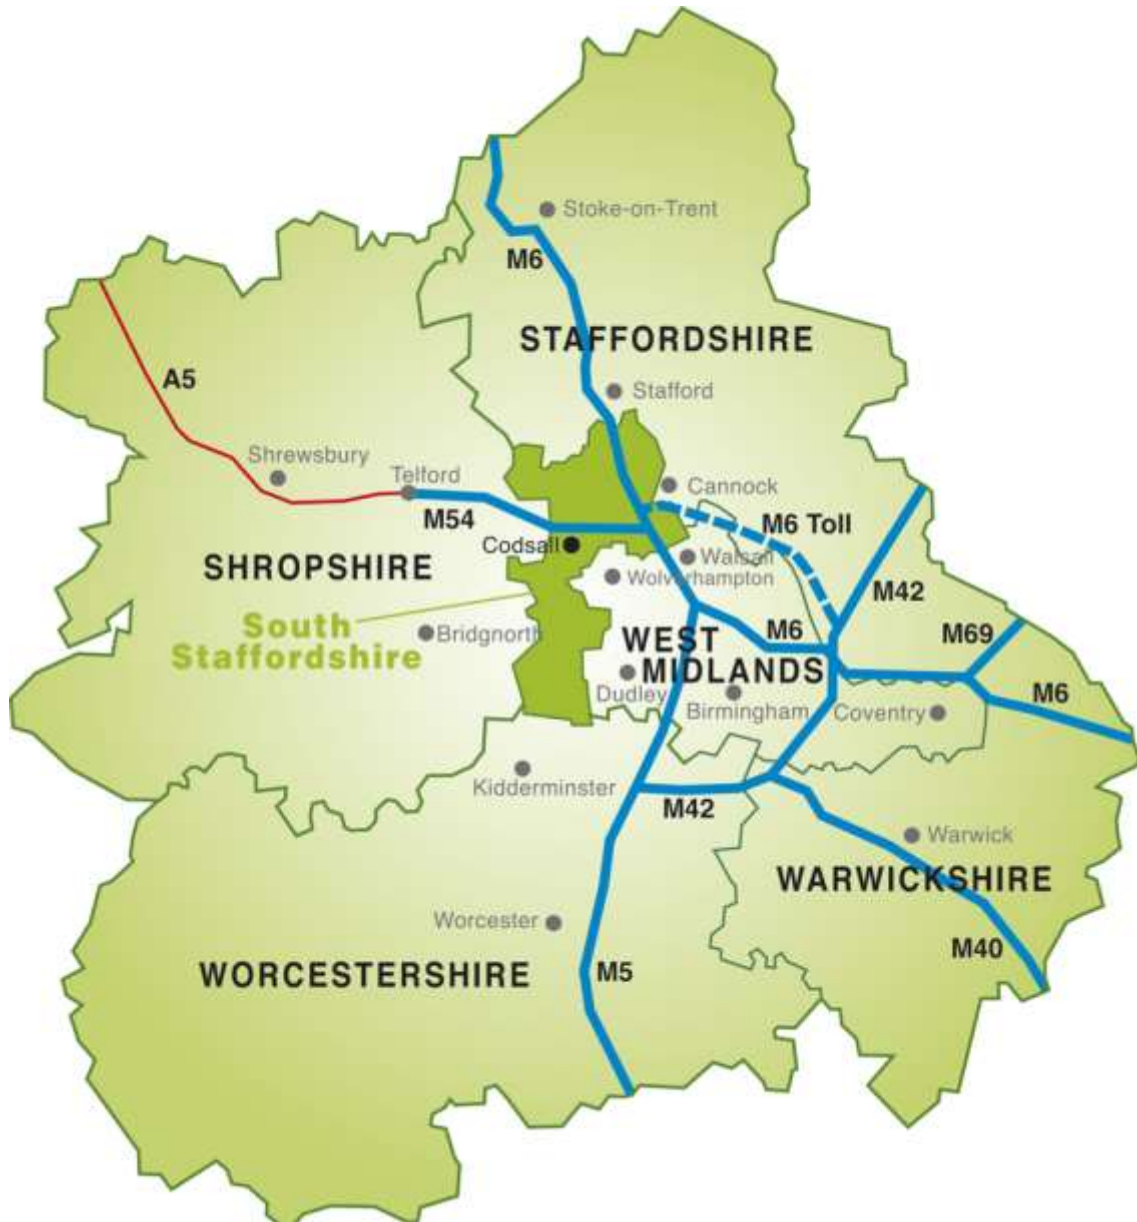 Stoke-on-Trent
M6
STAFFORDSHIRE
A5
Stafford
Shrewsbury
Telford
Cannock
M54
M6 Toll
Codsall
Walsall
SHROPSHIRE
Wolverhampton
M42
South
Staffordshire
Bridgnorth
WEST
MIDLANDS
M6
M69
Dudley
Birmingham
Coventry
M6
Kidderminster
M42
Warwick
WARWICKSHIRE
Worcester
WORCESTERSHIRE
M5
M40